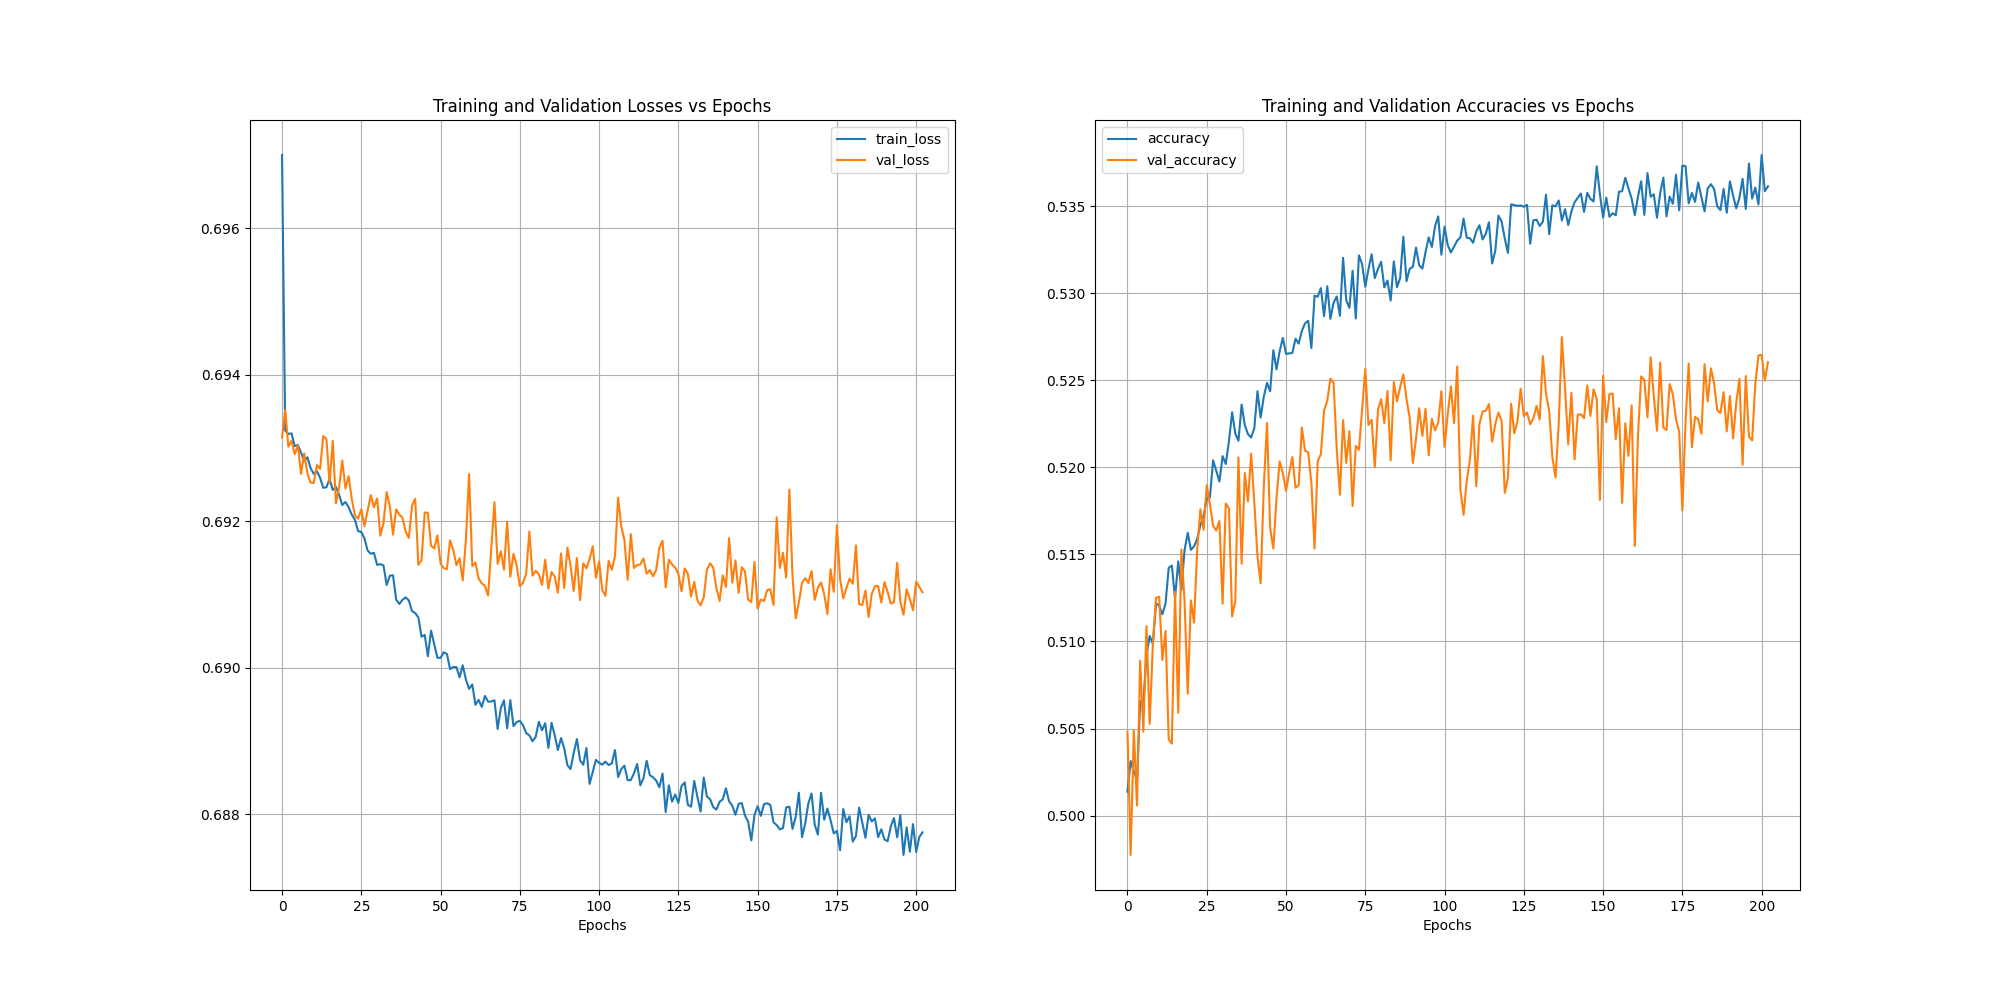 Training and Validation Losses vs Epochs
train_loss
val_loss
0.696
0.694
0.692
0.690
0.688
0 25 50 75 100 125 150 175 200
Epochs
Training and Validation Accuracies vs Epochs
accuracy
val_accuracy
0.535
0.530
0.525
0.520
0.515
0.510
0.505
0.500
0 25 50 75 100 125 150 175 200
Epochs